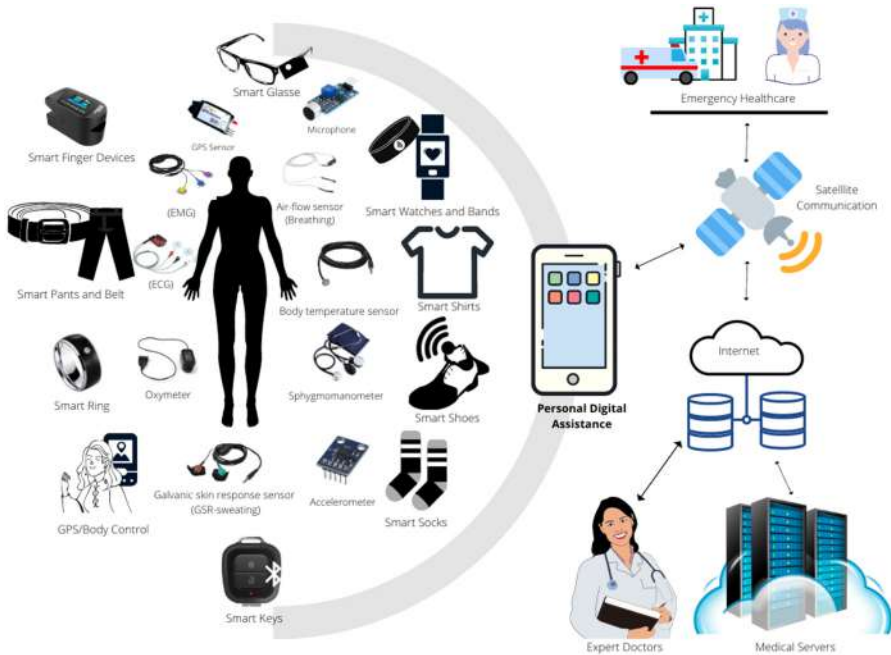 Smart Glasse
Emergency Healthcare
Microphone
GPS Sensor
Smart Finger Devices
(EMG)
Air-flow sensor
(Breathing)
Smart Watches and Bands
Satellite
Communication
Smart Pants and Belt
(ECG)
Body temperature sensor
Smart Shirts
Internet
Smart Ring
Oxymeter
Sphygmomanometer
Smart Shoes
Personal Digital
Assistance
GPS/Body Control
Galvanic skin response sensor
(GSR-sweating)
Accelerometer
Smart Socks
Smart Keys
Expert Doctors
Medical Servers